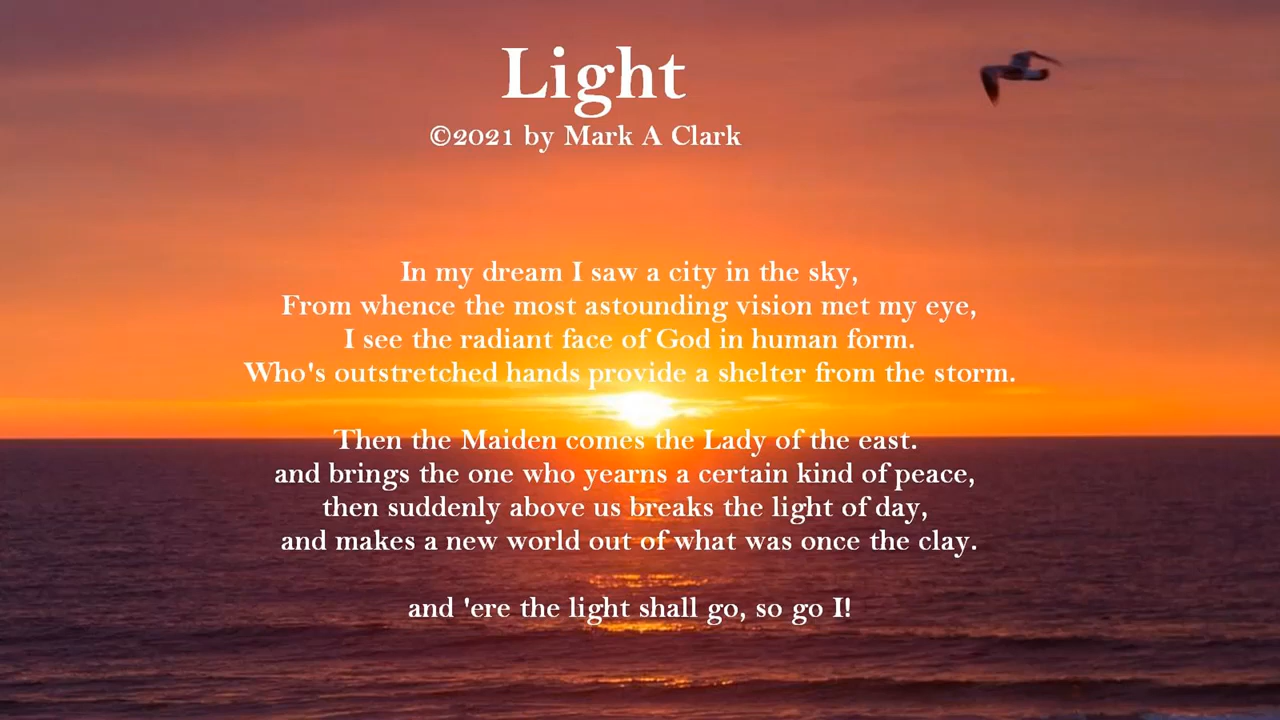 Light
©2021 by Mark A Clark
In my dream I saw a city in the sky,
From whence the most astounding vision met my eye,
I see the radiant face of God in human form.
Who's outstretched hands provide a shelter from the storm.
Then the Maiden comes the Lady of the east.
and brings the one who yearns a certain kind of peace,
then suddenly above us breaks the light of day,
and makes a new world out of what was once the clay.
and 'ere the light shall go, so go I!